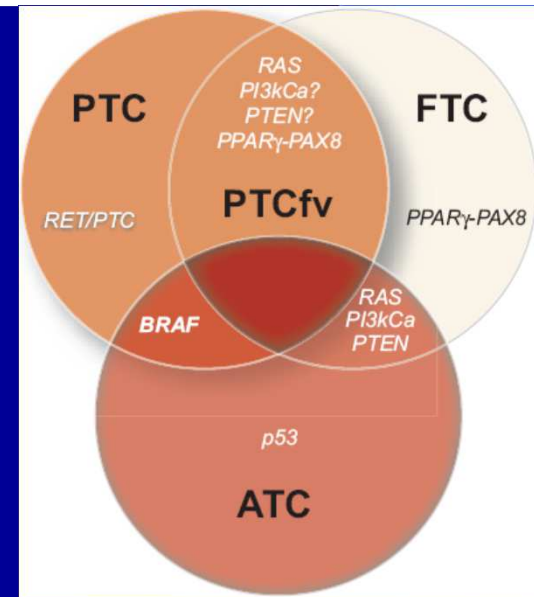 RAS
PI3kCa?
PTEN?
PPARγ-PAX8
PTC
FTC
PTCfv
RET/PTC
PPARγ-PAX8
BRAF
RAS
PI3kCa
PTEN
p53
ATC